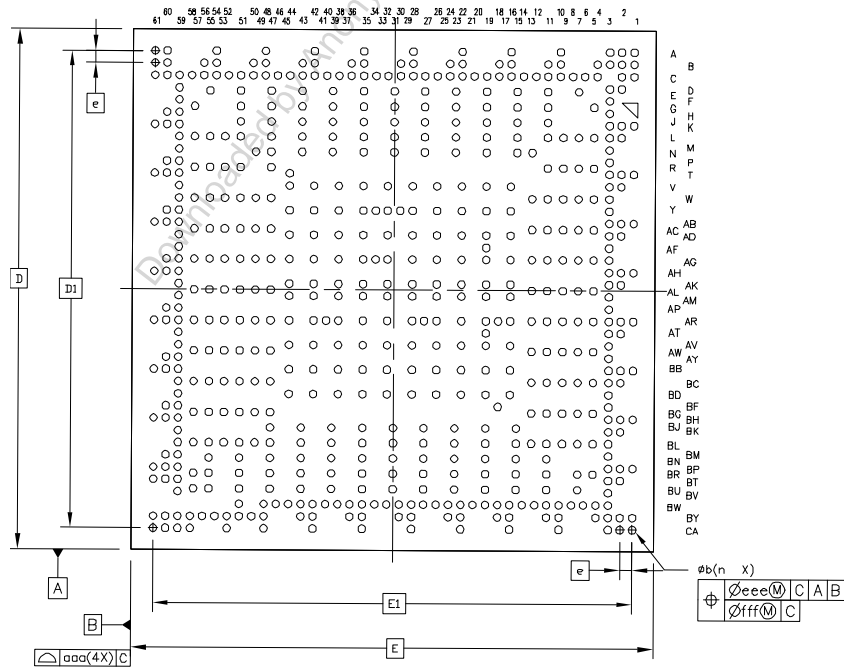 60 58 56 54 52 50 48 46 44 42 40 38 36 34 32 30 28 26 24 22 20 18 16 14 12 10 8 6 4 2
61 59 57 55 53 51 49 47 45 43 41 39 37 35 33 31 29 27 25 23 21 19 17 15 13 11 9 7 5 3 1
A
B
C
D
E
F
G
H
J
K
L
M
N
P
R
T
V
W
Y
AB
AC
AD
AF
AG
AH
AK
AL
AM
AP
AR
AT
AV
AW
AY
BB
BC
BD
BF
BG
BH
BJ
BK
BL
BM
BN
BP
BR
BT
BU
BV
BW
BY
CA
e
D
D1
Downloaded by Anony
A
B
E1
E
e
aaa(4X) C
øb(n X)
Øeee Ⓜ C A B
Øfff Ⓜ C